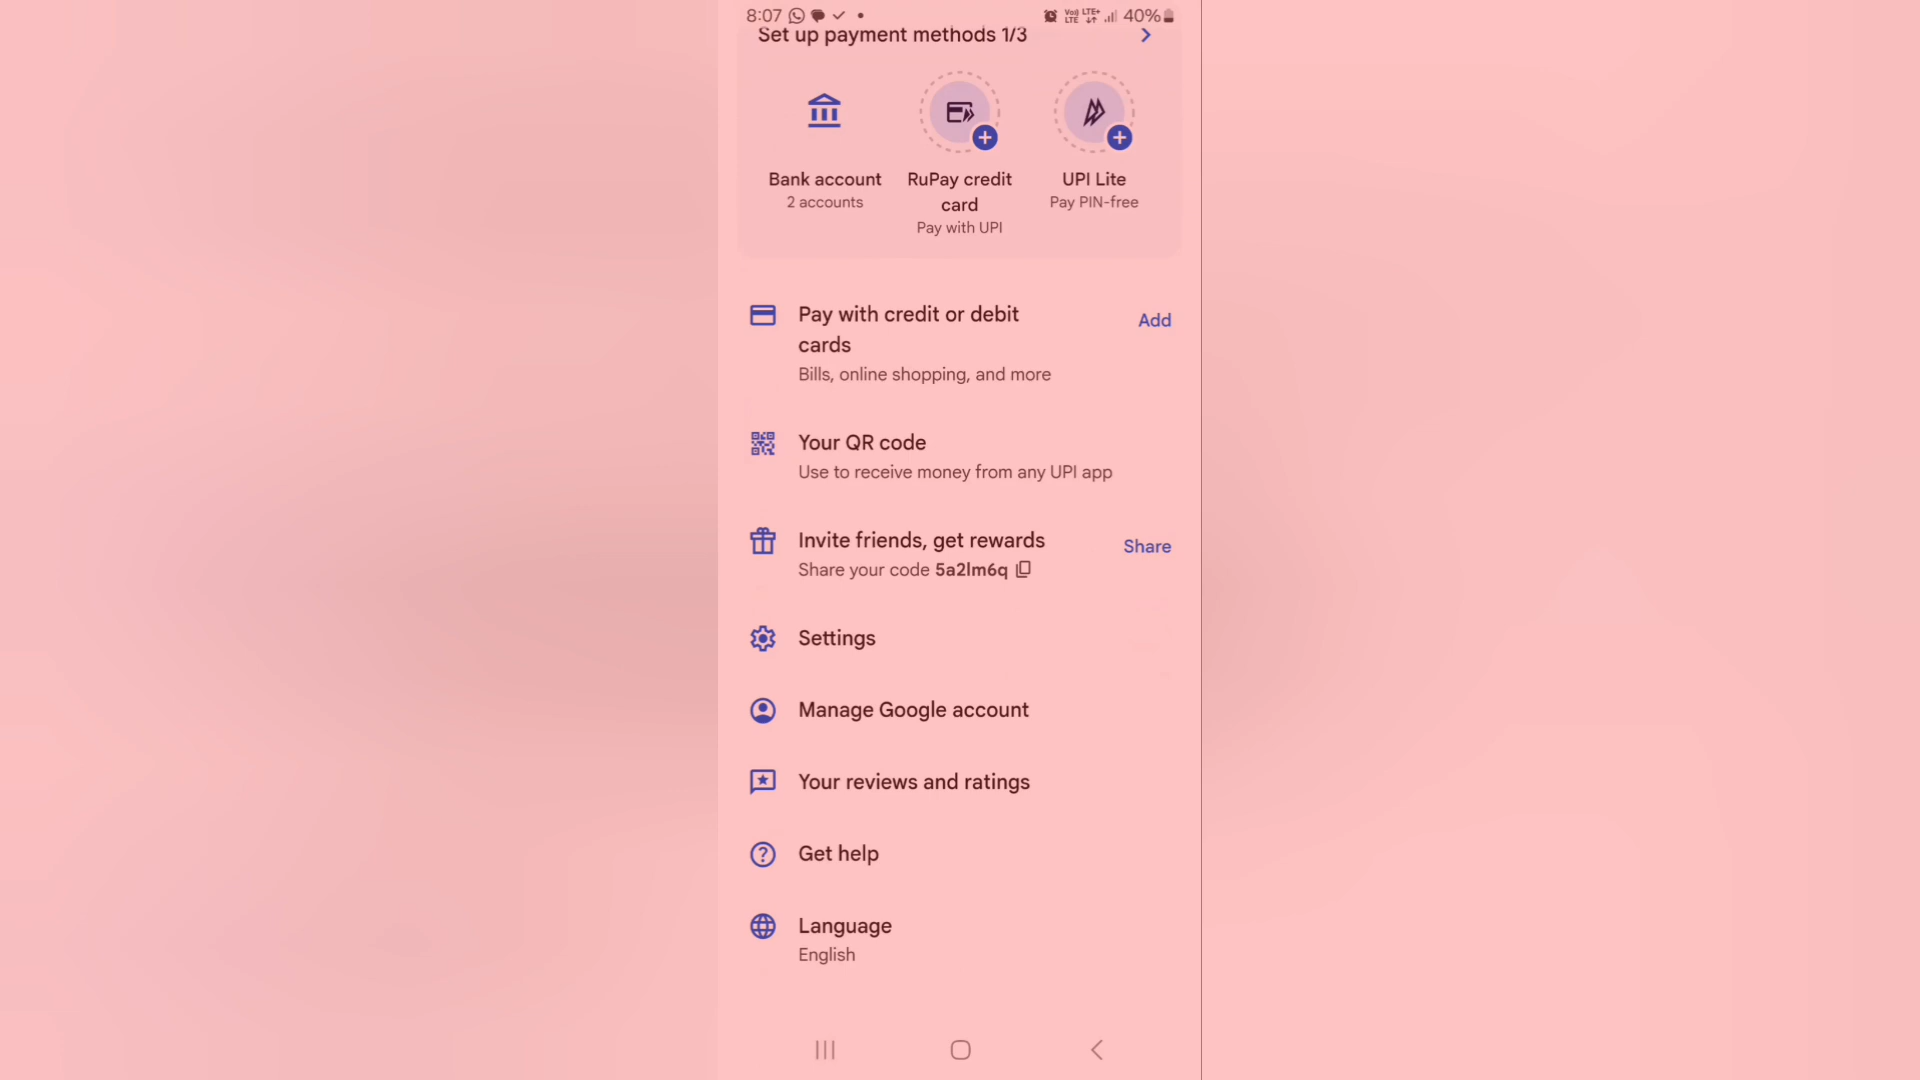 8:07 Vo) LTE LTE+ 40%
Set up payment methods 1/3
Bank account
2 accounts
RuPay credit
card
Pay with UPI
UPI Lite
Pay PIN-free
Pay with credit or debit
cards
Add
Bills, online shopping, and more
Your QR code
Use to receive money from any UPI app
Invite friends, get rewards
Share
Share your code 5a2lm6q
Settings
Manage Google account
Your reviews and ratings
Get help
Language
English